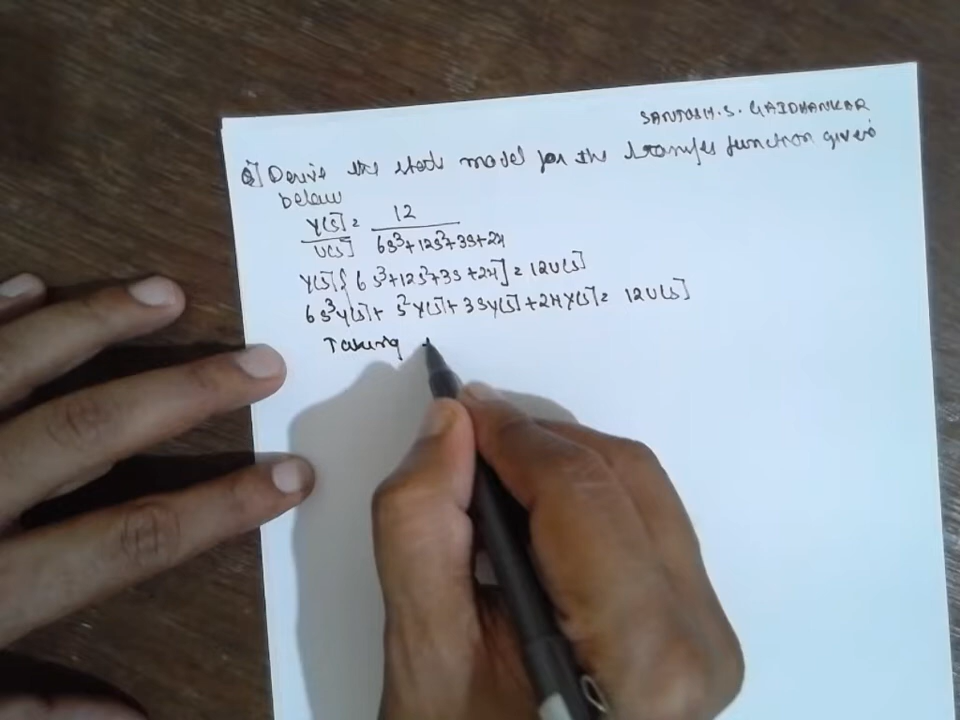 SANTOSH.S. GAIDHANKAR
Q] Derive the state model for the transfer function given
below
Y[s] = 12
U[s] 6s³+12s²+3s+24
Y[s]{ 6s³+12s²+3s+24] = 12U[s]
6s³Y[s]+ s²Y[s]+3sY[s]+24Y[s]= 12U[s]
Taking